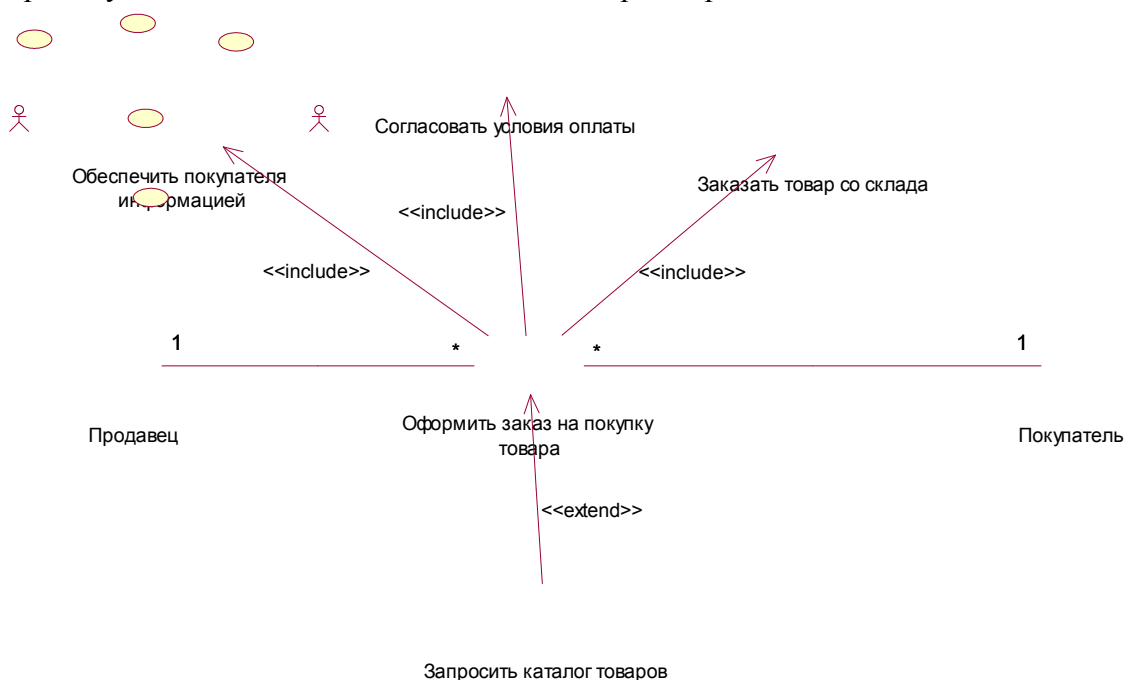 Согласовать условия оплаты
Обеспечить покупателя
информацией
Заказать товар со склада
<<include>>
<<include>>
<<include>>
1
*
*
1
Продавец
Оформить заказ на покупку
товара
Покупатель
<<extend>>
Запросить каталог товаров